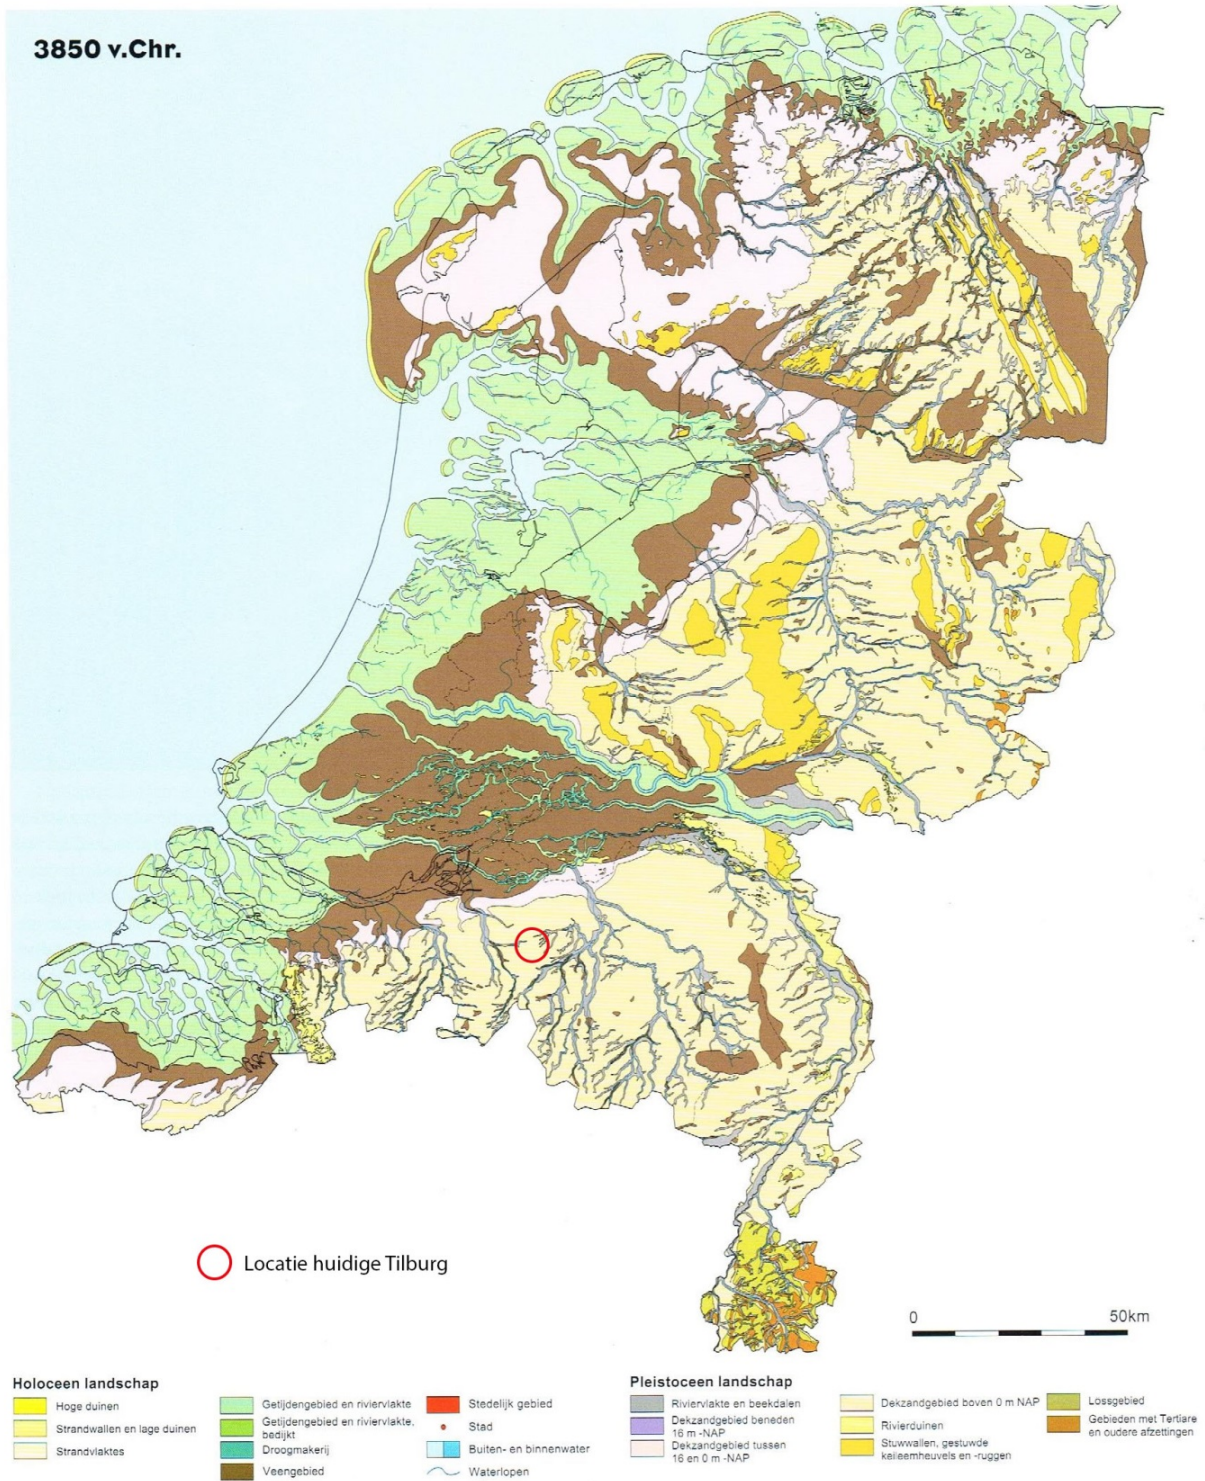 3850 v.Chr.
Locatie huidige Tilburg
0 50km
Holoceen landschap
Hoge duinen
Strandwallen en lage duinen
Strandvlaktes
Getijdengebied en riviervlakte
Getijdengebied en riviervlakte,
bedijkt
Droogmakerij
Veengebied
Stedelijk gebied
Stad
Buiten- en binnenwater
Waterlopen
Pleistoceen landschap
Riviervlakte en beekdalen
Dekzandgebied beneden
16 m -NAP
Dekzandgebied tussen
16 en 0 m -NAP
Dekzandgebied boven 0 m NAP
Rivierduinen
Stuwwallen, gestuwde
keileemheuvels en -ruggen
Lossgebied
Gebieden met Tertiare
en oudere afzettingen